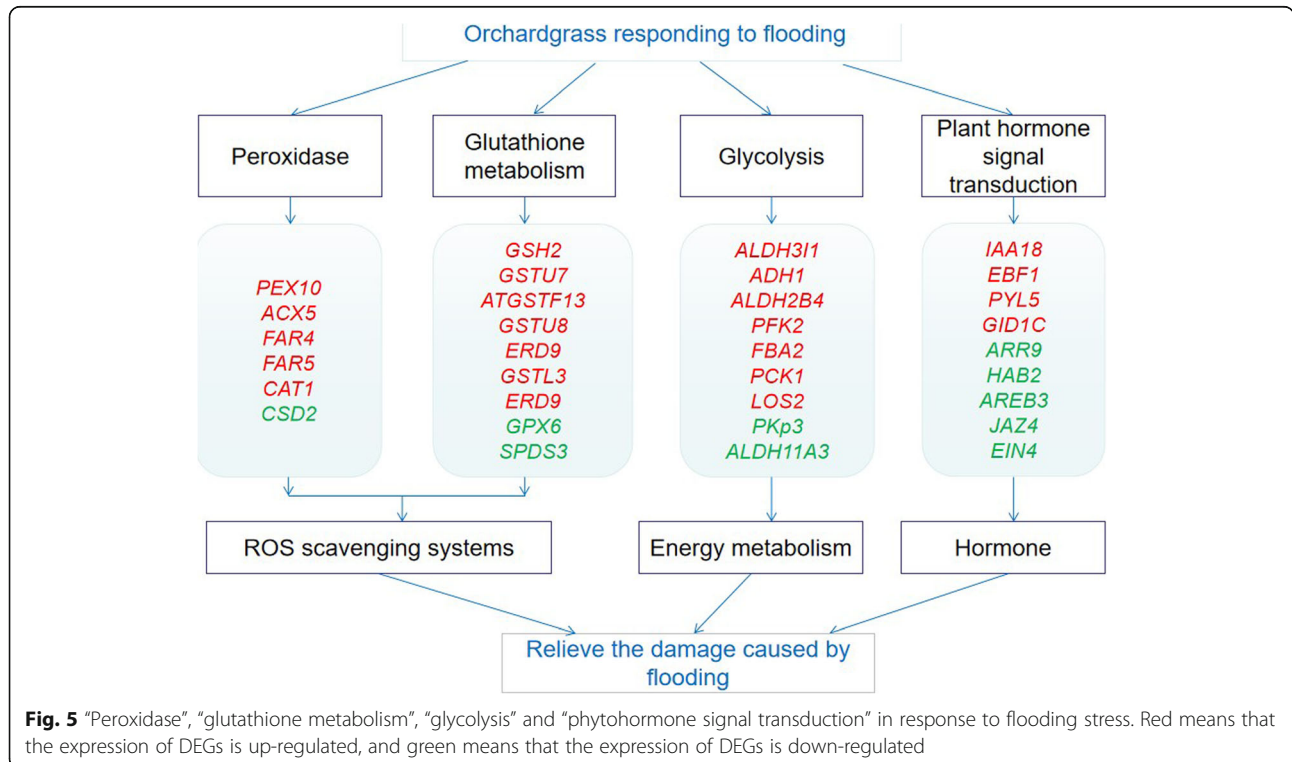 Orchardgrass responding to flooding
Peroxidase
Glutathione
metabolism
Glycolysis
Plant hormone
signal
transduction
PEX10
ACX5
FAR4
FAR5
CAT1
CSD2
GSH2
GSTU7
ATGSTF13
GSTU8
ERD9
GSTL3
ERD9
GPX6
SPDS3
ALDH3I1
ADH1
ALDH2B4
PFK2
FBA2
PCK1
LOS2
PKp3
ALDH11A3
IAA18
EBF1
PYL5
GID1C
ARR9
HAB2
AREB3
JAZ4
EIN4
ROS scavenging systems
Energy metabolism
Hormone
Relieve the damage caused by
flooding
Fig. 5 “Peroxidase”, “glutathione metabolism”, “glycolysis” and “phytohormone signal transduction” in response to flooding stress. Red means that
the expression of DEGs is up-regulated, and green means that the expression of DEGs is down-regulated